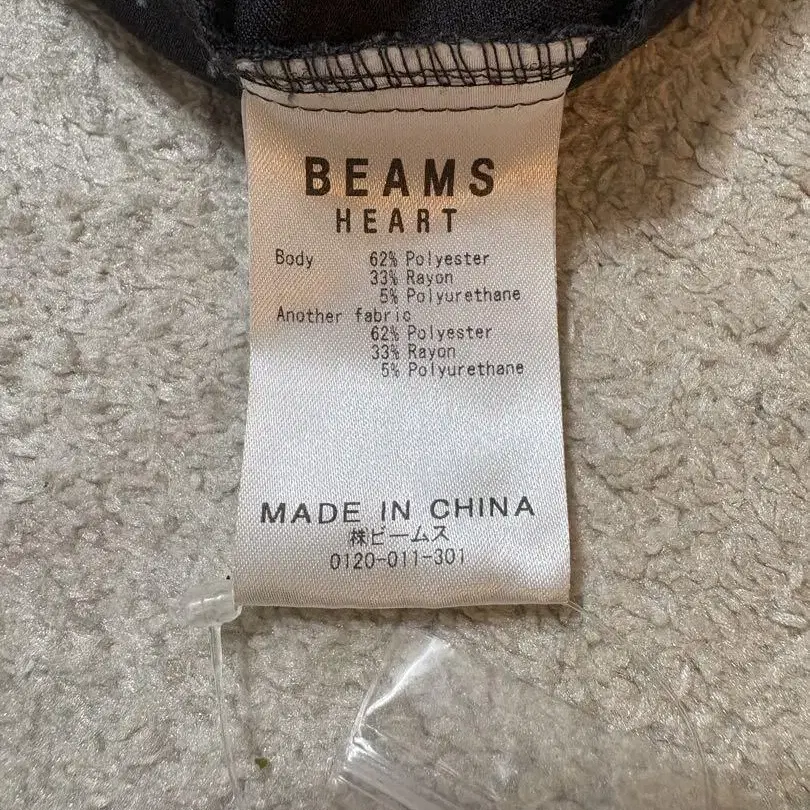 BEAMS
HEART
Body 62% Polyester
33% Rayon
5% Polyurethane
Another fabric
62% Polyester
33% Rayon
5% Polyurethane
MADE IN CHINA
㈱ビームス
0120-011-301